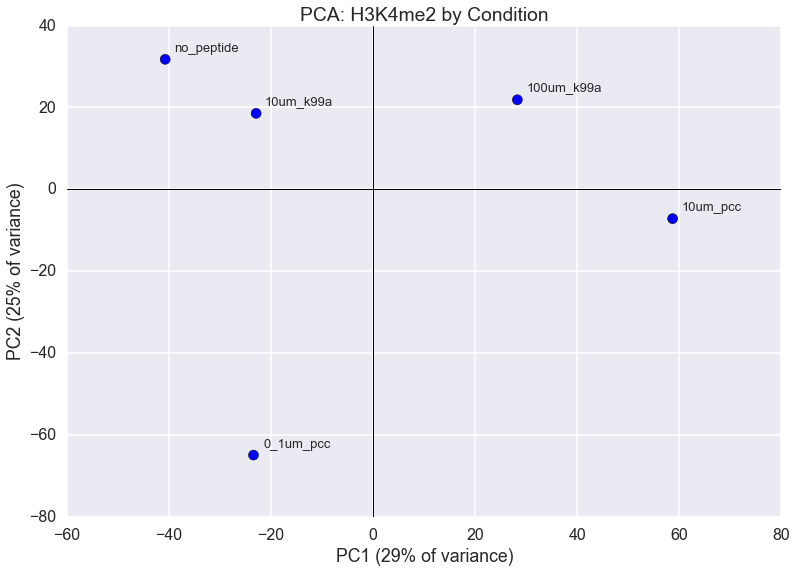 PCA: H3K4me2 by Condition
40
20
0
−20
−40
−60
−80
PC2 (25% of variance)
no_peptide
10um_k99a
100um_k99a
10um_pcc
0_1um_pcc
−60
−40
−20
0
20
40
60
80
PC1 (29% of variance)